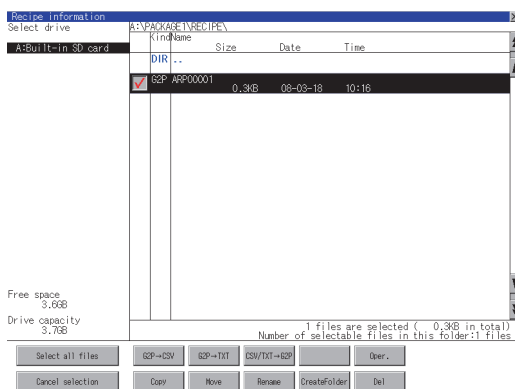 Recipe information
Select drive
A:\PACKAGE1\RECIPE\
Kind Name
Size Date Time
A:Built-in SD card
DIR ..
G2P ARP00001
0.3KB 08-03-18 10:16
Free space
3.6GB
Drive capacity
3.7GB
1 files are selected ( 0.3KB in total)
Number of selectable files in this folder:1 files
Select all files G2P→CSV G2P→TXT CSV/TXT→G2P Oper.
Cancel selection Copy Move Rename CreateFolder Del